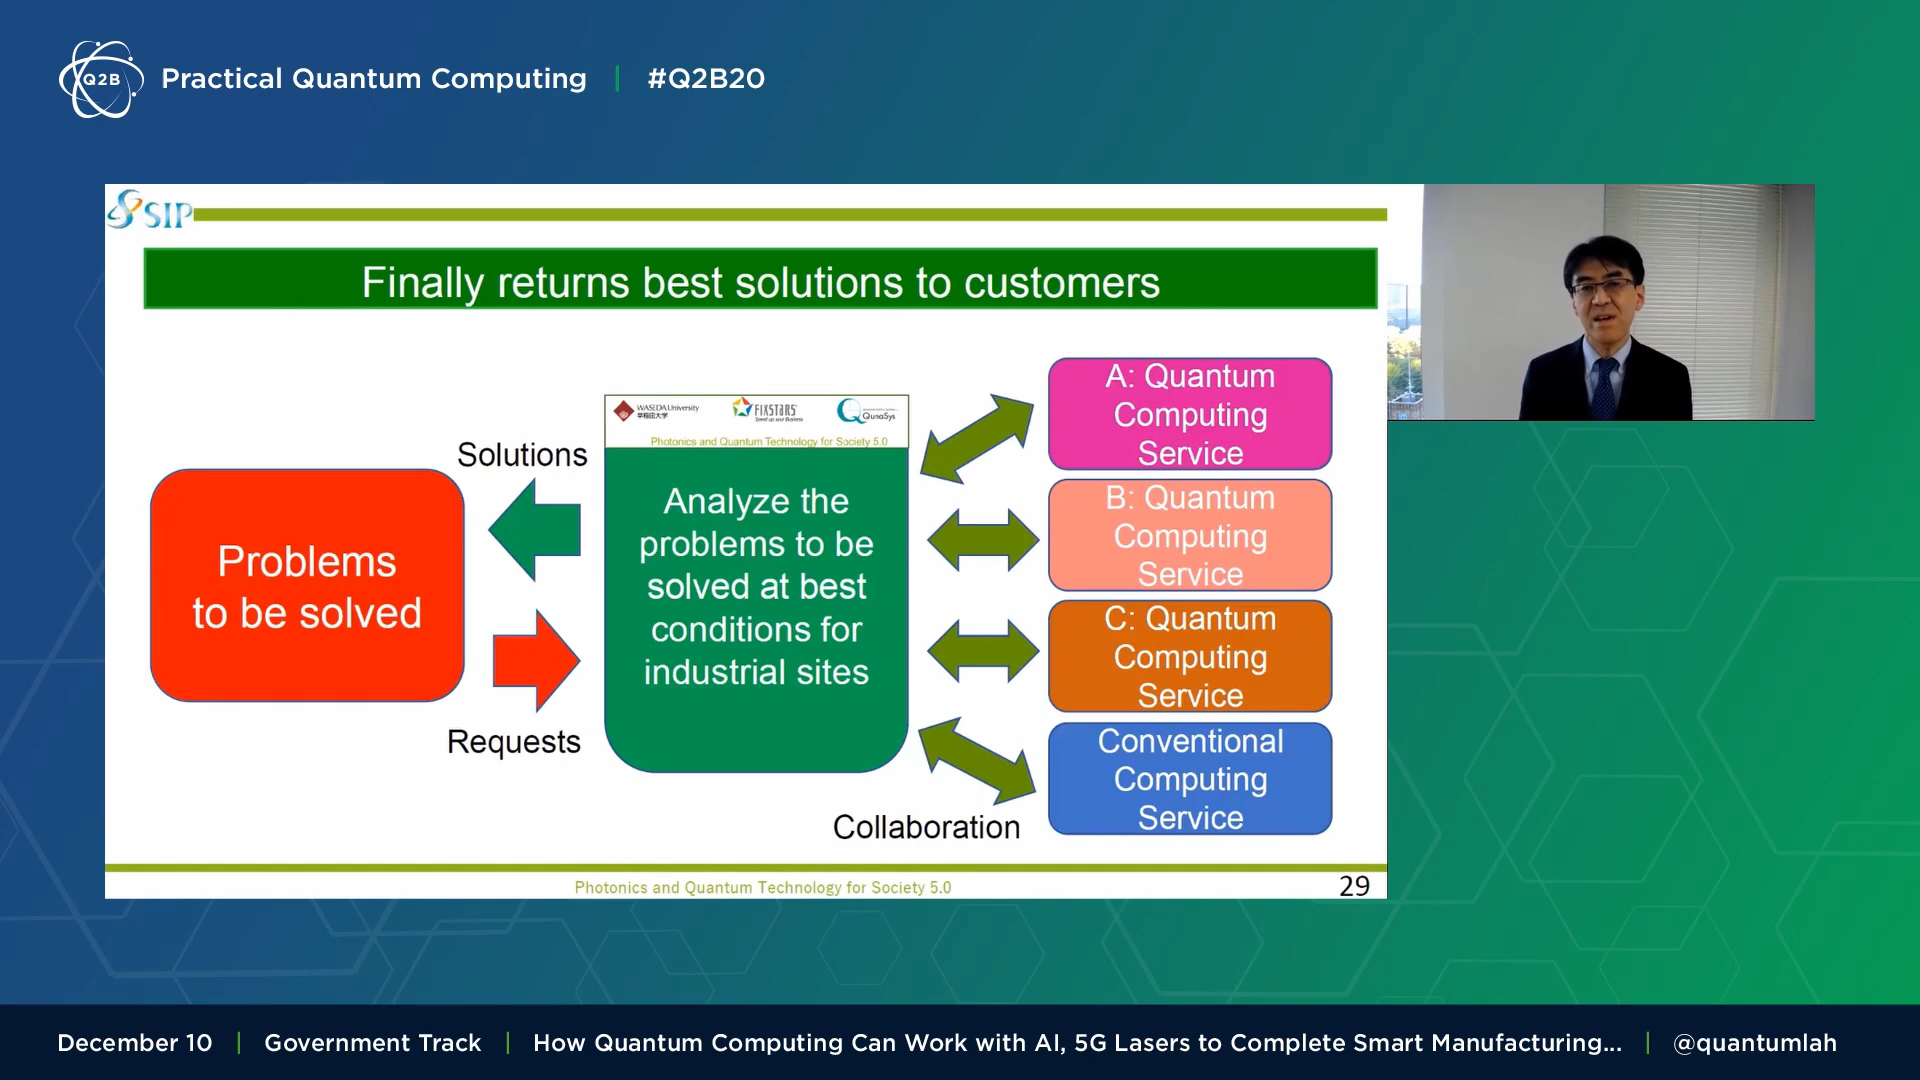 Q2B
Practical Quantum Computing | #Q2B20
SIP
Finally returns best solutions to customers
Problems
to be solved
Solutions
Requests
WASEDA University
早稲田大学
FIXSTARS
Speed up your Business
QunaSys
Photonics and Quantum Technology for Society 5.0
Analyze the
problems to be
solved at best
conditions for
industrial sites
Collaboration
A: Quantum
Computing
Service
B: Quantum
Computing
Service
C: Quantum
Computing
Service
Conventional
Computing
Service
Photonics and Quantum Technology for Society 5.0
29
December 10 | Government Track | How Quantum Computing Can Work with AI, 5G Lasers to Complete Smart Manufacturing... | @quantumlah